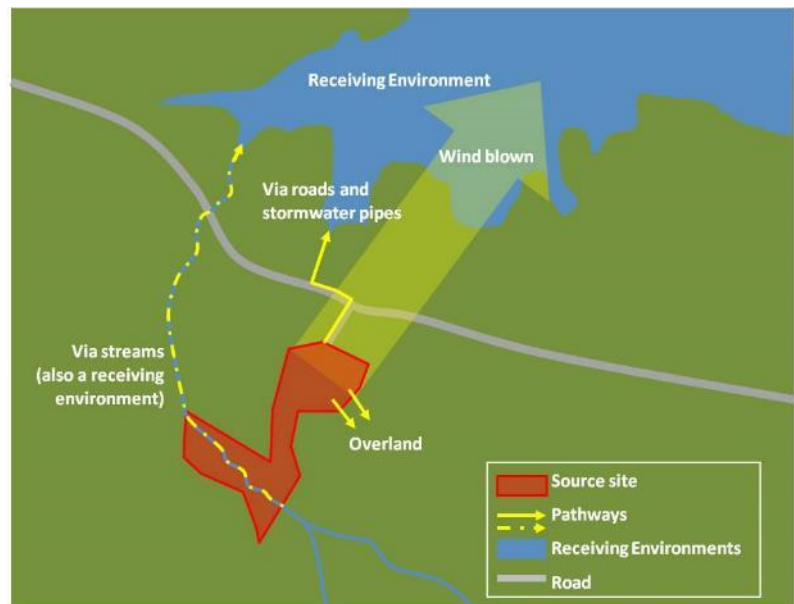 Receiving Environment
Wind blown
Via roads and
stormwater pipes
Via streams
(also a receiving
environment)
Overland
Source site
Pathways
Receiving Environments
Road